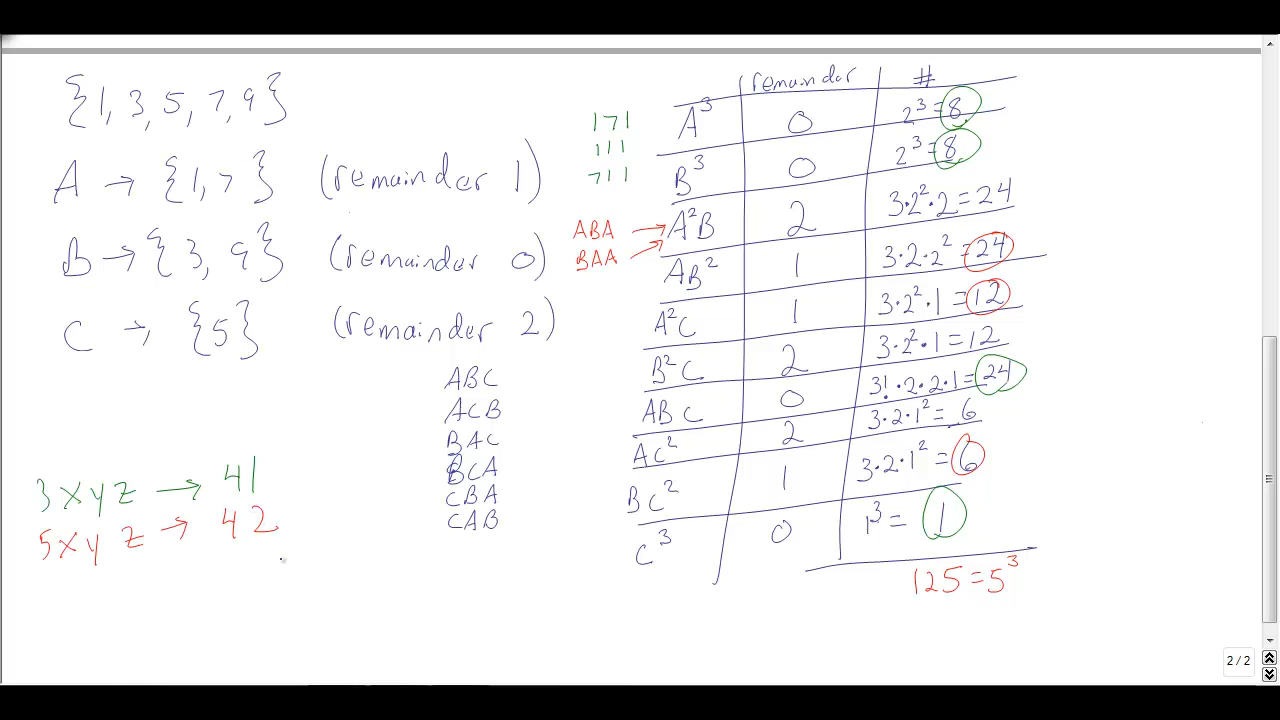 {1, 3, 5, 7, 9}
A → {1, 7} (remainder 1)
B → {3, 9} (remainder 0)
C → {5} (remainder 2)
ABC
ACB
BAC
BCA
CBA
CAB
3xyz → 41
5xyz → 42
171
111
711
ABA →
BAA →
remainder #
A³ 0 2³=8
B³ 0 2³=8
A²B 2 3·2²·2=24
AB² 1 3·2·2²=24
A²C 1 3·2²·1=12
B²C 2 3·2²·1=12
ABC 0 3!·2·2·1=24
AC² 2 3·2·1²=6
BC² 1 3·2·1²=6
C³ 0 1³=1
125=5³
2 / 2